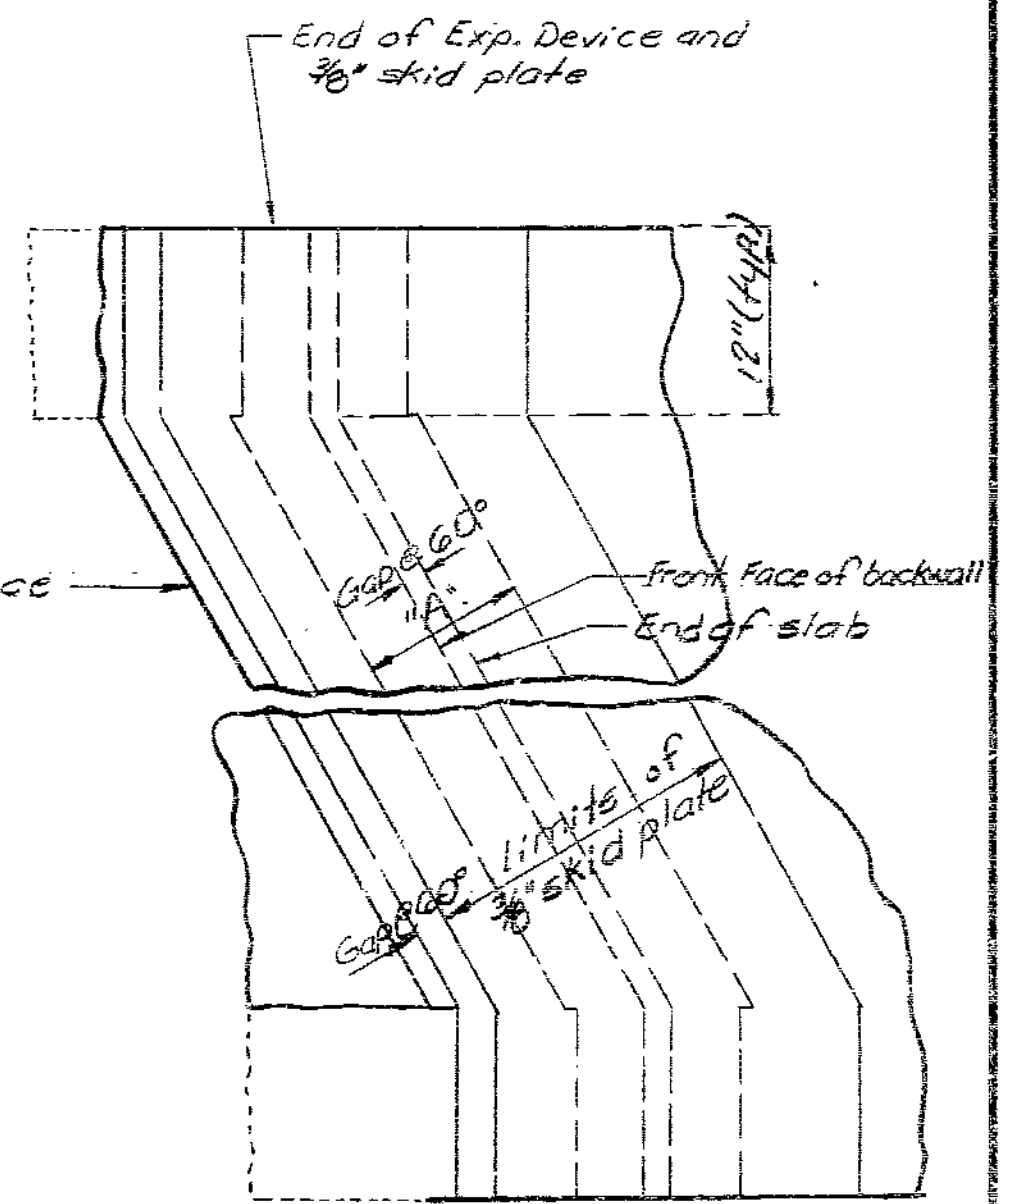 End of Exp. Device and
3/8" skid plate
12" (typ)
Gap @ 60°
"A"
ce
Front Face of backwall
End of slab
Limits of
3/8" skid plate
Gap @ 60°